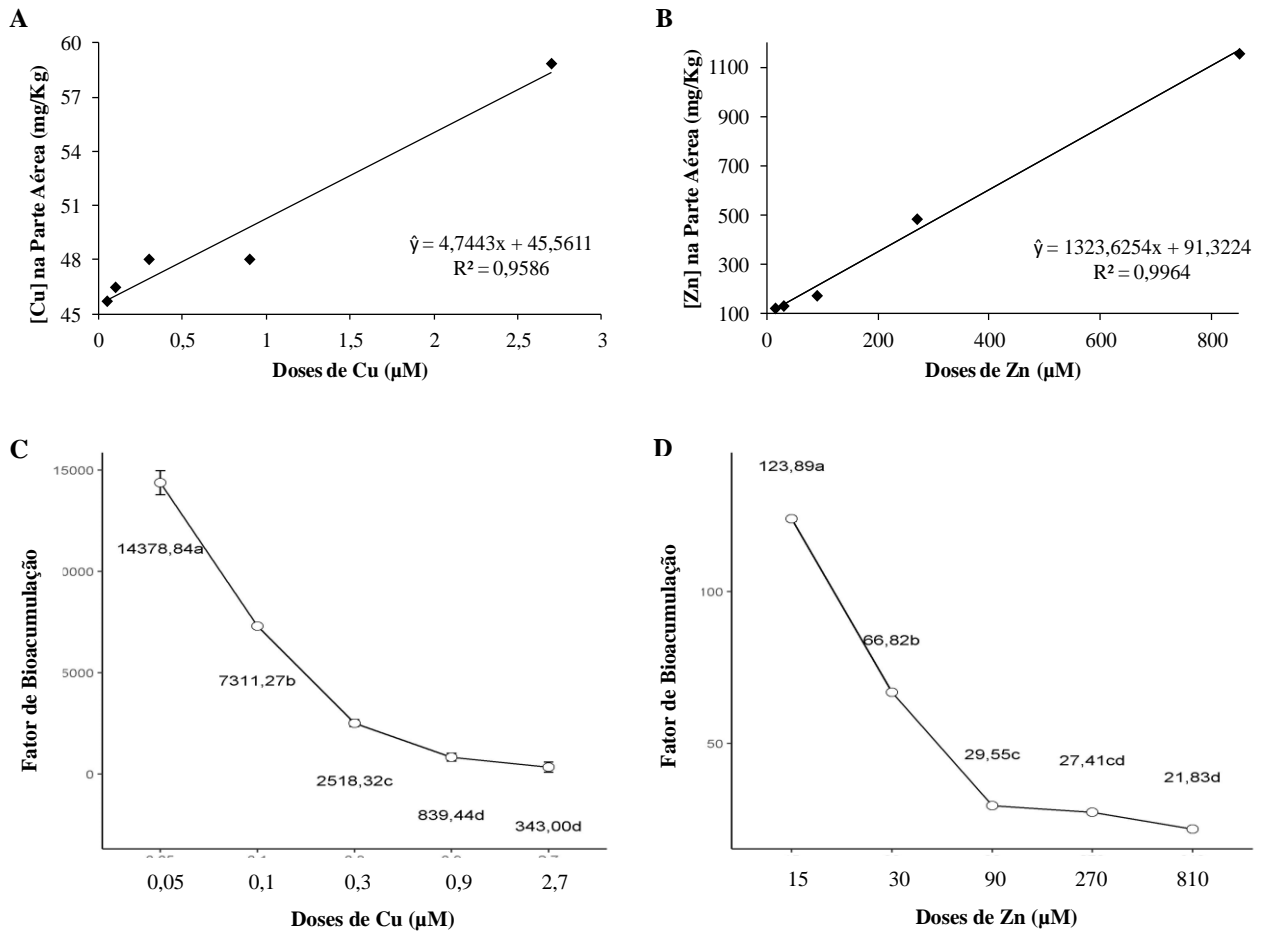 A
60
57
54
51
48
45
[Cu] na Parte Aérea (mg/Kg)
ŷ = 4,7443x + 45,5611
R² = 0,9586
0
0,5
1
1,5
2
2,5
3
Doses de Cu (µM)
B
1100
900
700
500
300
100
[Zn] na Parte Aérea (mg/Kg)
ŷ = 1323,6254x + 91,3224
R² = 0,9964
0
200
400
600
800
Doses de Zn (µM)
C
15000
0000
5000
0
Fator de Bioacumulação
14378,84a
7311,27b
2518,32c
839,44d
343,00d
0,05
0,1
0,3
0,9
2,7
Doses de Cu (µM)
D
100
50
Fator de Bioacumulação
123,89a
66,82b
29,55c
27,41cd
21,83d
15
30
90
270
810
Doses de Zn (µM)